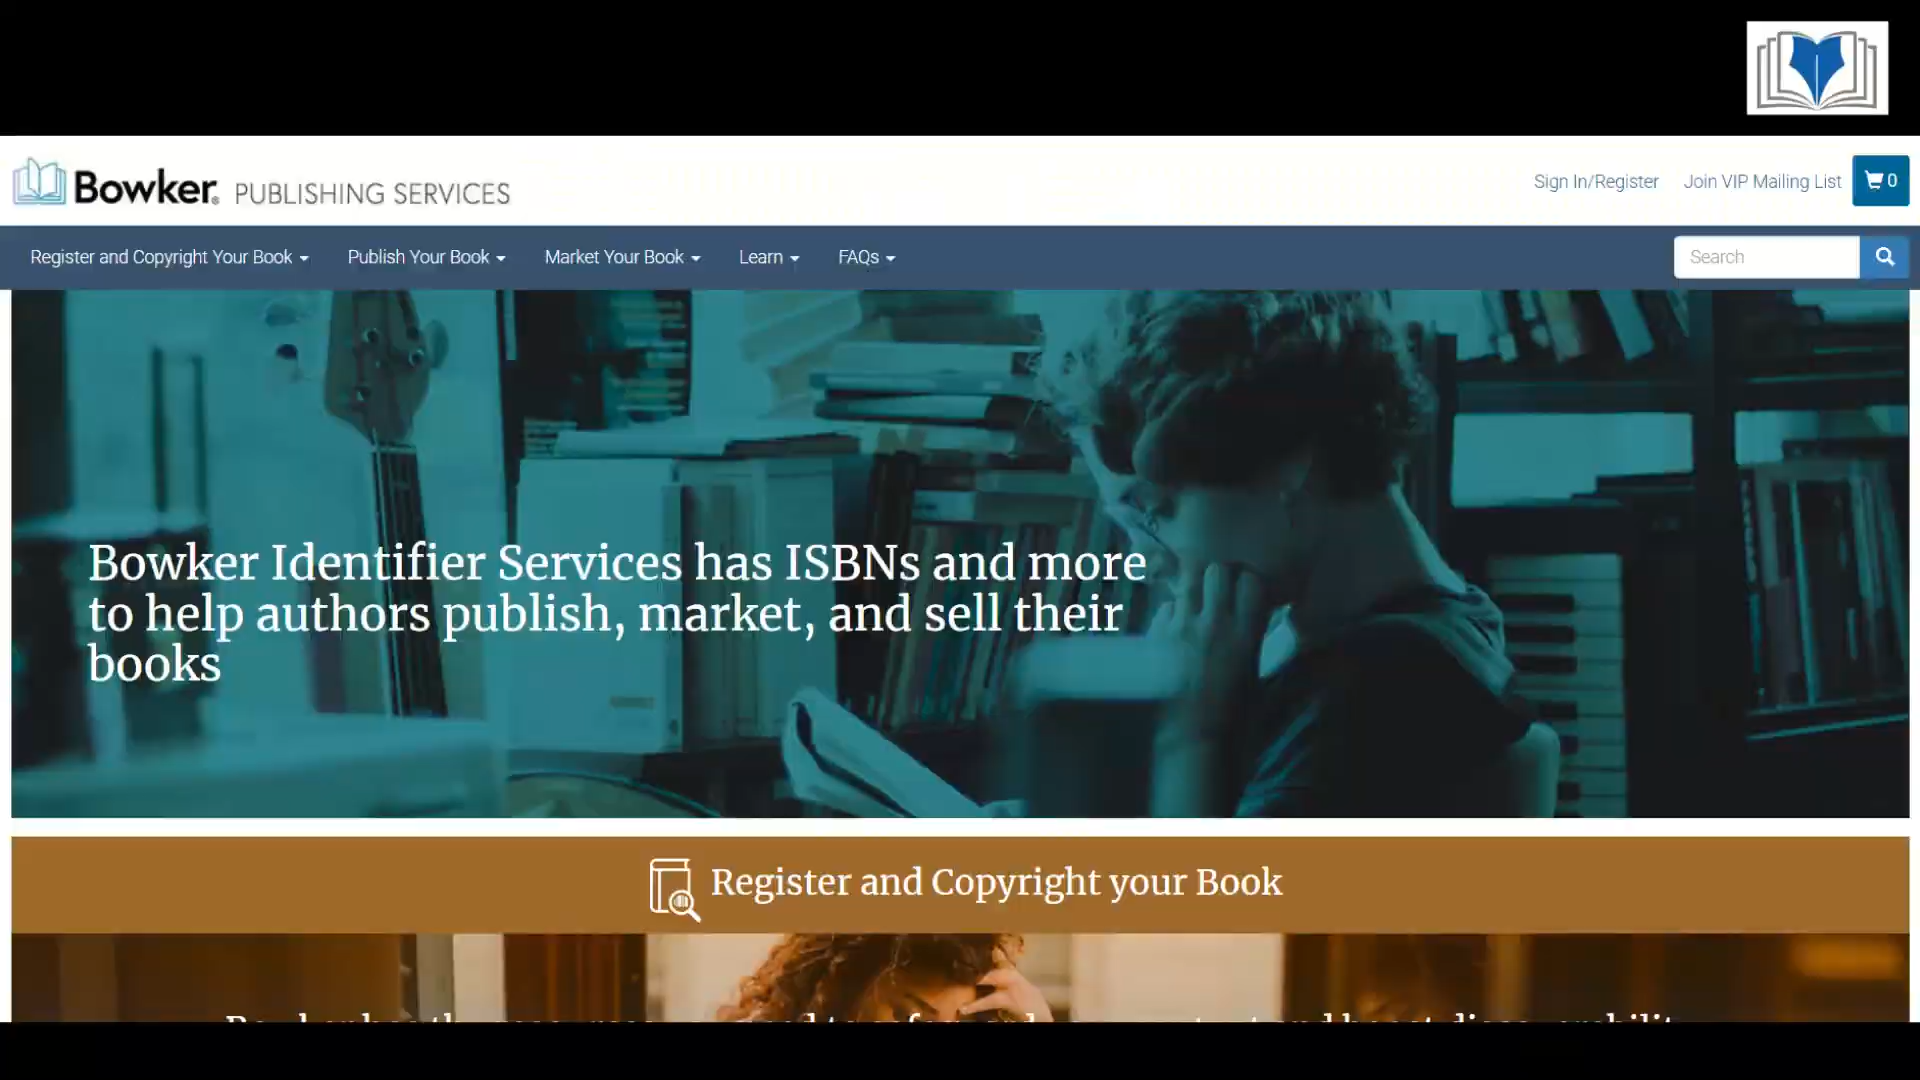 Bowker. PUBLISHING SERVICES
Sign In/Register Join VIP Mailing List 0
Register and Copyright Your Book Publish Your Book Market Your Book Learn FAQs Search
Bowker Identifier Services has ISBNs and more
to help authors publish, market, and sell their
books
Register and Copyright your Book